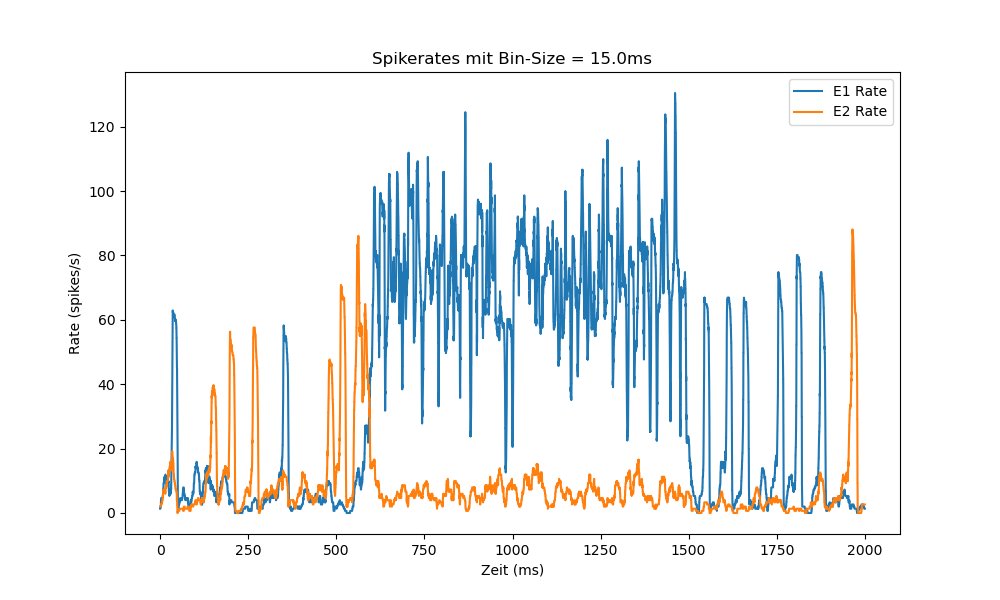 Spikerates mit Bin-Size = 15.0ms
E1 Rate
E2 Rate
Rate (spikes/s)
120
100
80
60
40
20
0
0 250 500 750 1000 1250 1500 1750 2000
Zeit (ms)